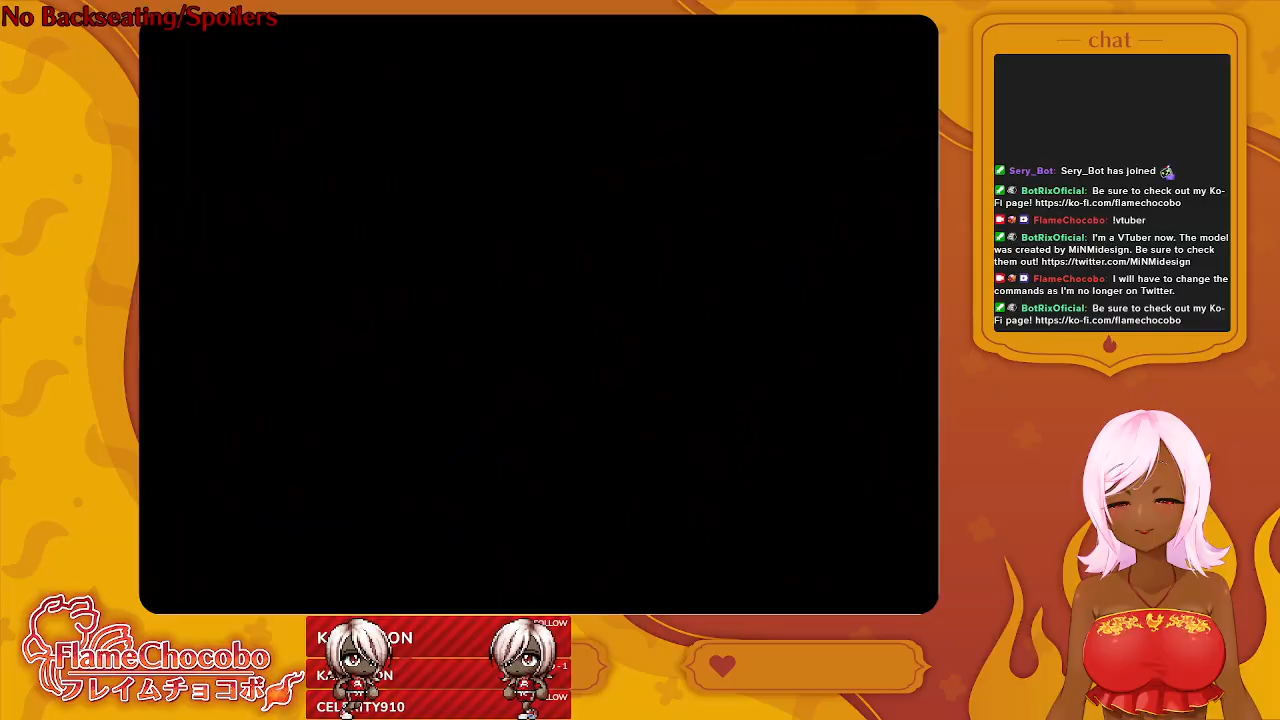 No Backseating/Spoilers
chat
Sery_Bot: Sery_Bot has joined
BotRixOficial: Be sure to check out my Ko-
Fi page! https://ko-fi.com/flamechocobo
FlameChocobo: !vtuber
BotRixOficial: I'm a VTuber now. The model
was created by MiNMidesign. Be sure to check
them out! https://twitter.com/MiNMidesign
FlameChocobo: I will have to change the
commands as I'm no longer on Twitter.
BotRixOficial: Be sure to check out my Ko-
Fi page! https://ko-fi.com/flamechocobo
FlameChocobo
フレイムチョコボ